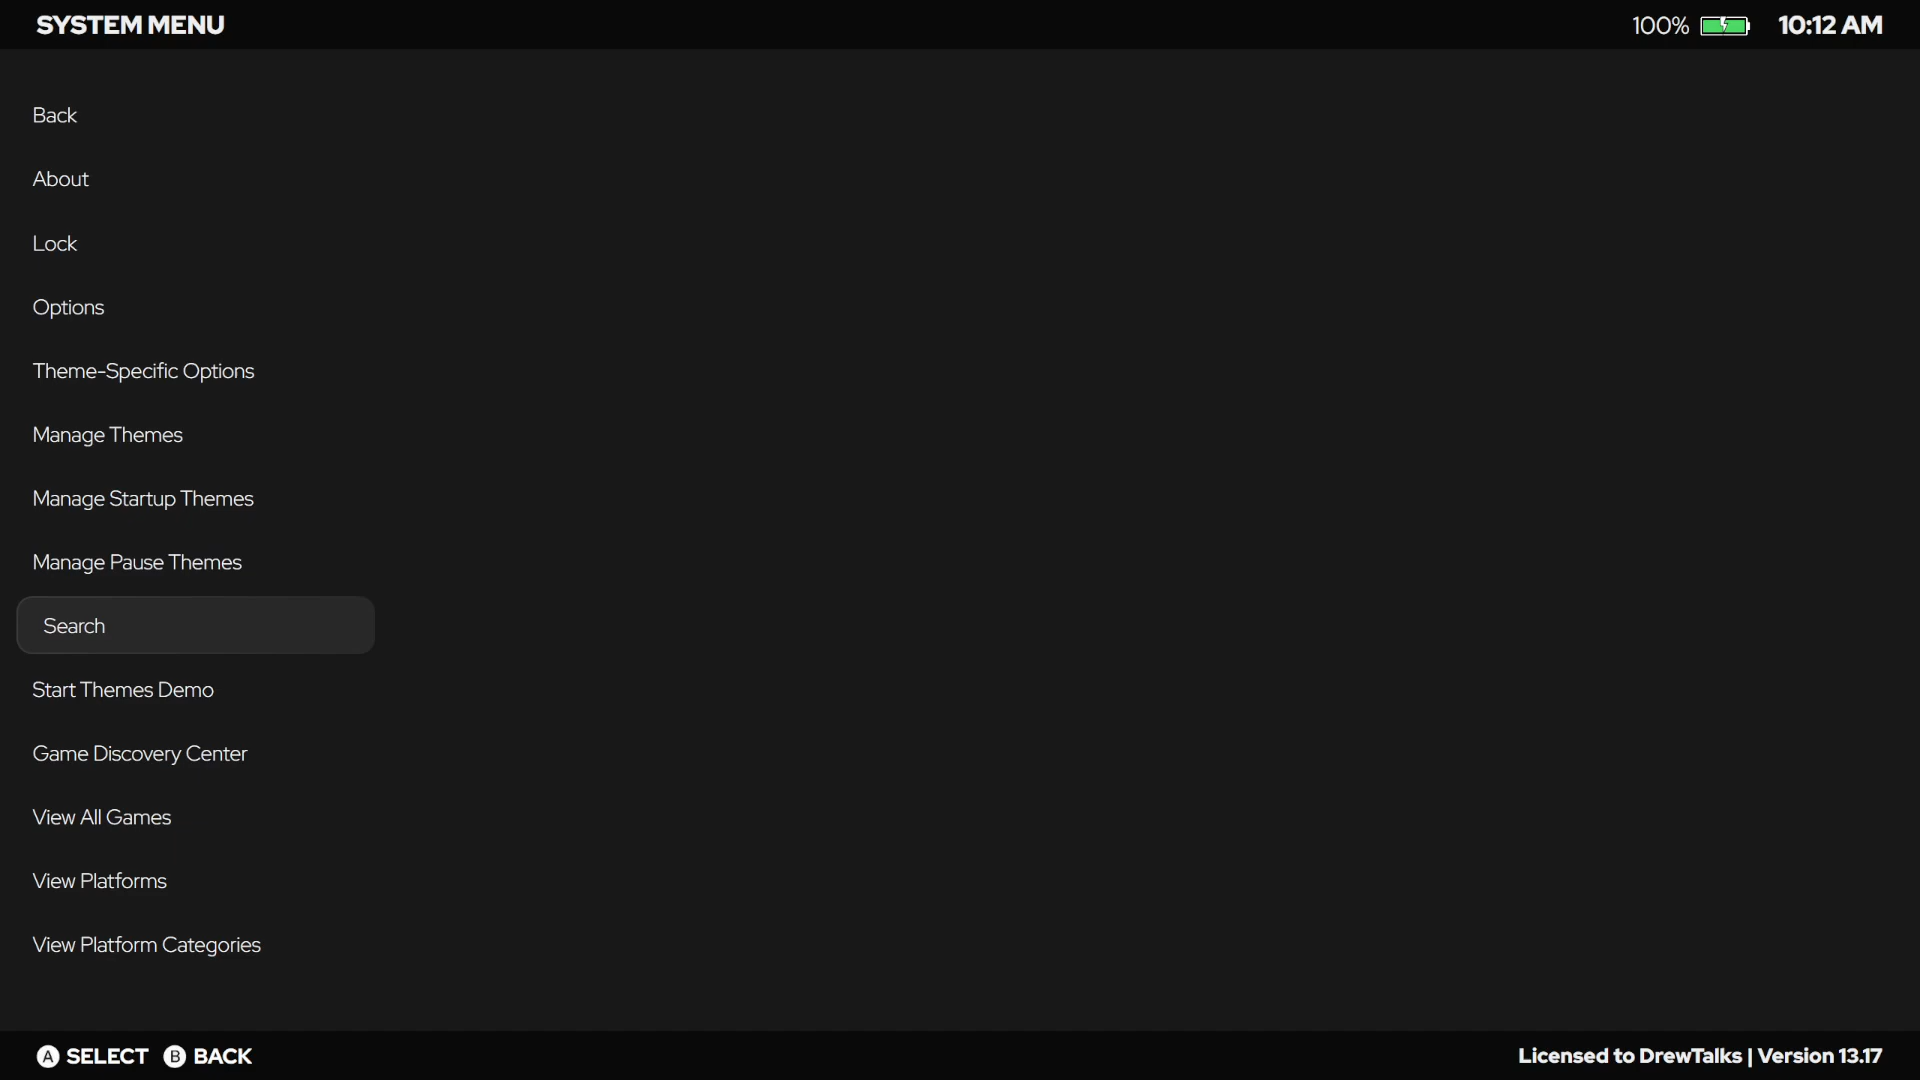 SYSTEM MENU
100%
10:12 AM
Back
About
Lock
Options
Theme-Specific Options
Manage Themes
Manage Startup Themes
Manage Pause Themes
Search
Start Themes Demo
Game Discovery Center
View All Games
View Platforms
View Platform Categories
A SELECT B BACK
Licensed to DrewTalks | Version 13.17